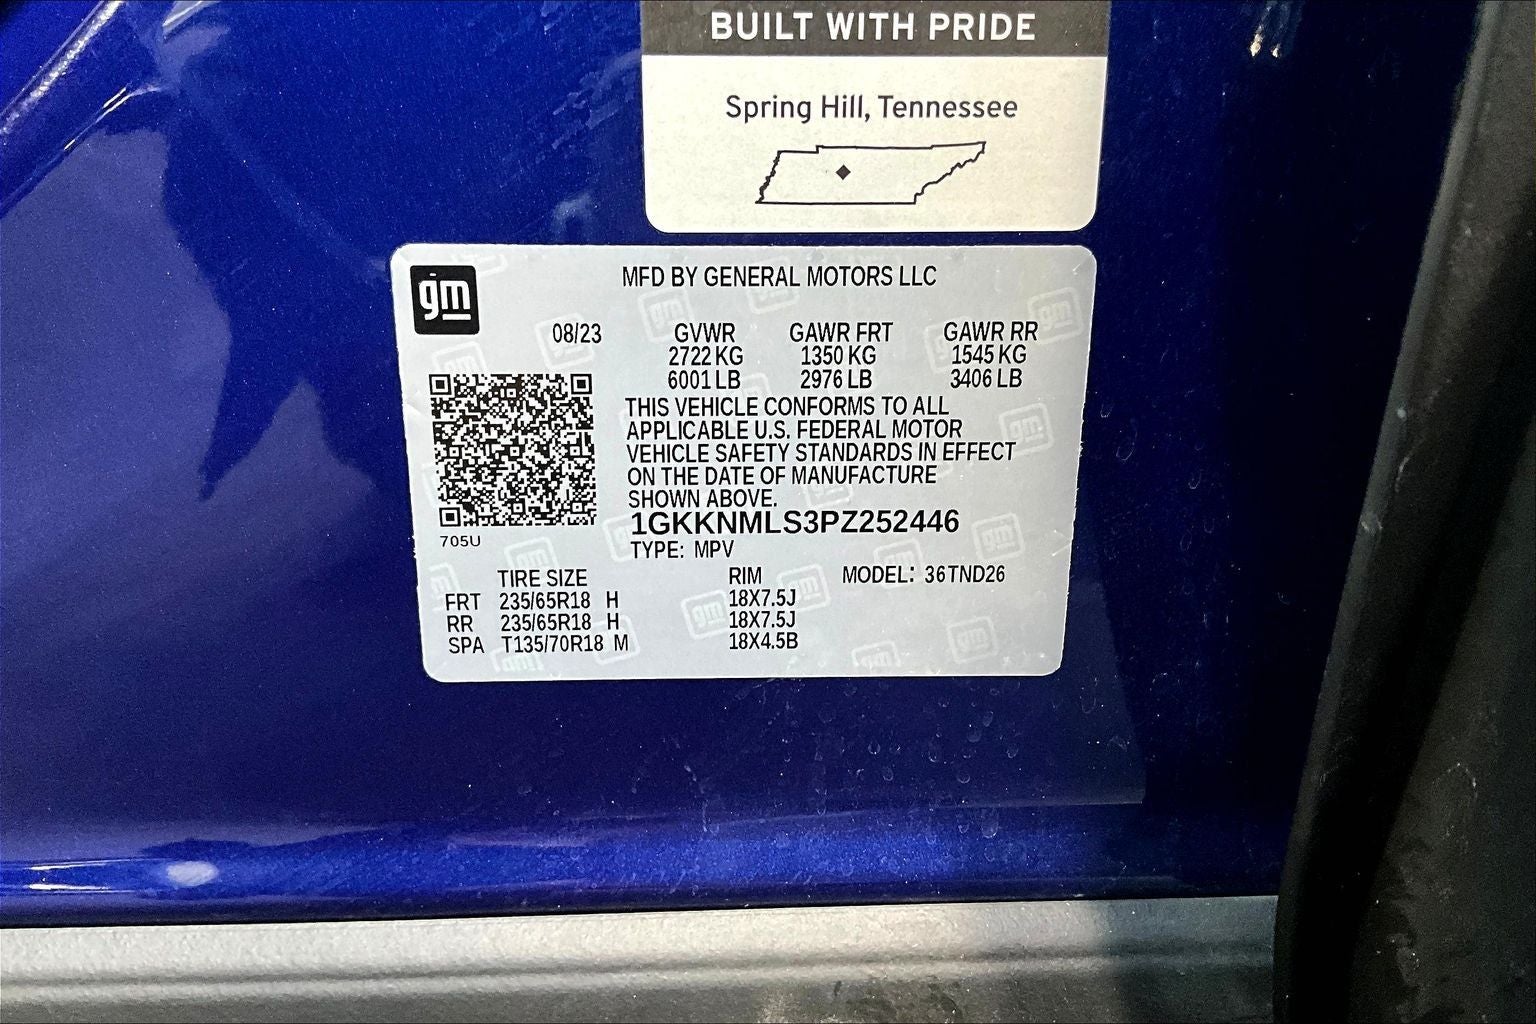 BUILT WITH PRIDE
Spring Hill, Tennessee
gm
MFD BY GENERAL MOTORS LLC
08/23 GVWR GAWR FRT GAWR RR
2722 KG 1350 KG 1545 KG
6001 LB 2976 LB 3406 LB
THIS VEHICLE CONFORMS TO ALL
APPLICABLE U.S. FEDERAL MOTOR
VEHICLE SAFETY STANDARDS IN EFFECT
ON THE DATE OF MANUFACTURE
SHOWN ABOVE.
1GKKNMLS3PZ252446
705U
TYPE: MPV
TIRE SIZE RIM MODEL: 36TND26
FRT 235/65R18 H 18X7.5J
RR 235/65R18 H 18X7.5J
SPA T135/70R18 M 18X4.5B